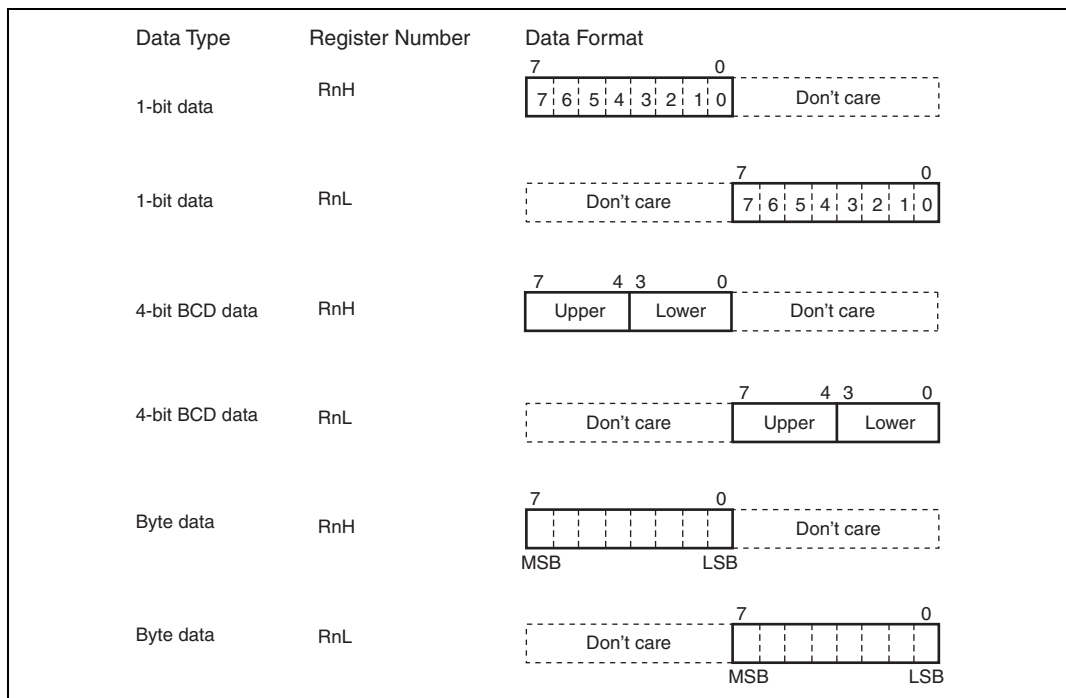 Data Type Register Number Data Format
7 0
1-bit data RnH 7 6 5 4 3 2 1 0 Don't care
7 0
1-bit data RnL Don't care 7 6 5 4 3 2 1 0
7 4 3 0
4-bit BCD data RnH Upper Lower Don't care
7 4 3 0
4-bit BCD data RnL Don't care Upper Lower
7 0
Byte data RnH Don't care
MSB LSB
7 0
Byte data RnL Don't care
MSB LSB